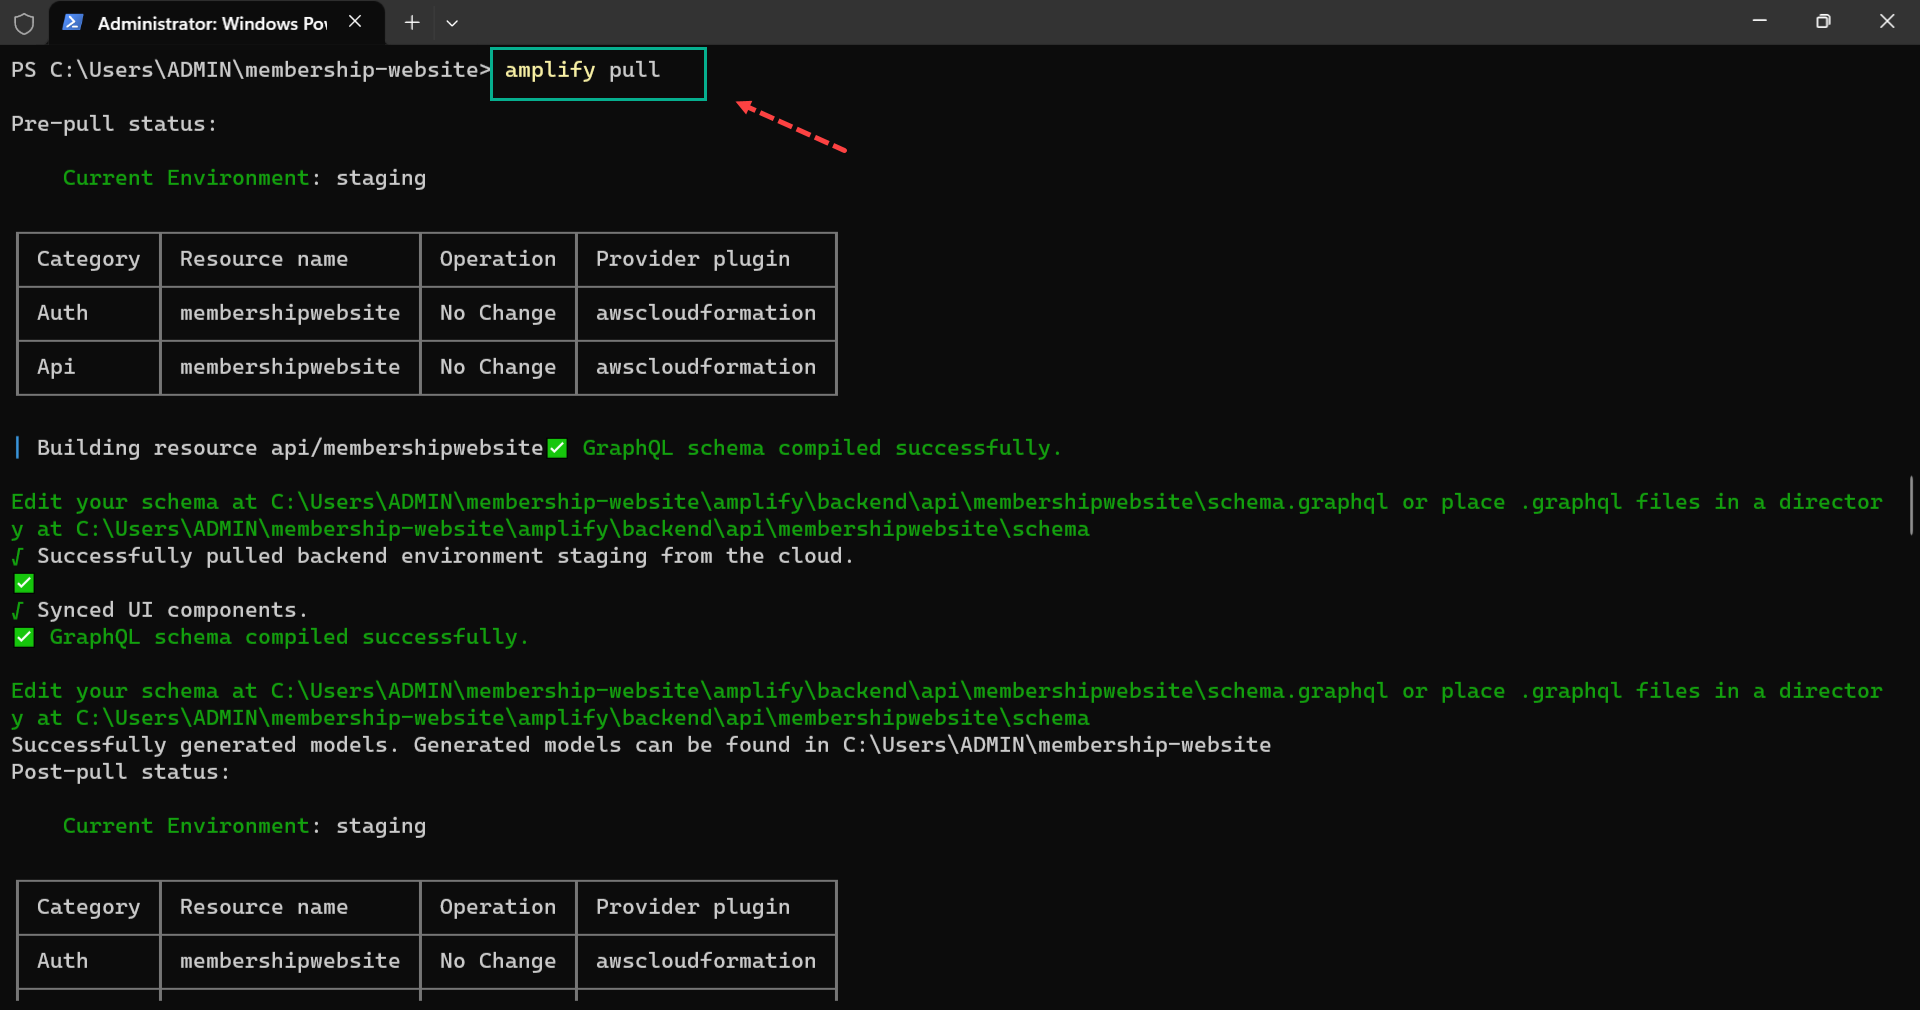 Administrator: Windows Pov
PS C:\Users\ADMIN\membership-website> amplify pull
Pre-pull status:
Current Environment: staging
Category Resource name Operation Provider plugin
Auth membershipwebsite No Change awscloudformation
Api membershipwebsite No Change awscloudformation
| Building resource api/membershipwebsite✅ GraphQL schema compiled successfully.
Edit your schema at C:\Users\ADMIN\membership-website\amplify\backend\api\membershipwebsite\schema.graphql or place .graphql files in a director
y at C:\Users\ADMIN\membership-website\amplify\backend\api\membershipwebsite\schema
√ Successfully pulled backend environment staging from the cloud.
✅
√ Synced UI components.
✅ GraphQL schema compiled successfully.
Edit your schema at C:\Users\ADMIN\membership-website\amplify\backend\api\membershipwebsite\schema.graphql or place .graphql files in a director
y at C:\Users\ADMIN\membership-website\amplify\backend\api\membershipwebsite\schema
Successfully generated models. Generated models can be found in C:\Users\ADMIN\membership-website
Post-pull status:
Current Environment: staging
Category Resource name Operation Provider plugin
Auth membershipwebsite No Change awscloudformation